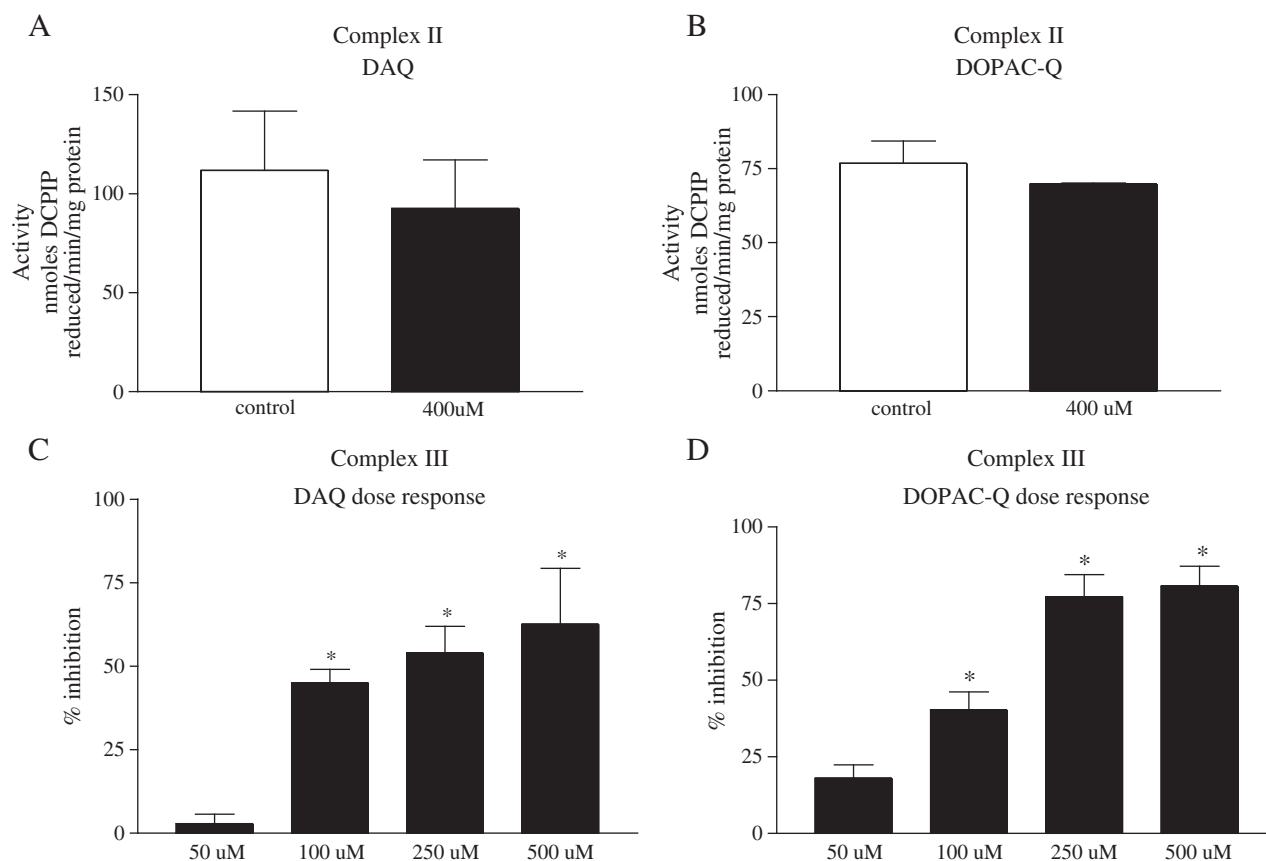 A
Complex II
DAQ
Activity
nmoles DCPIP
reduced/min/mg protein
150
100
50
0
control
400uM
B
Complex II
DOPAC-Q
Activity
nmoles DCPIP
reduced/min/mg protein
100
75
50
25
0
control
400 uM
C
Complex III
DAQ dose response
% inhibition
100
75
50
25
0
*
*
*
50 uM
100 uM
250 uM
500 uM
D
Complex III
DOPAC-Q dose response
% inhibition
100
75
50
25
0
*
*
*
50 uM
100 uM
250 uM
500 uM